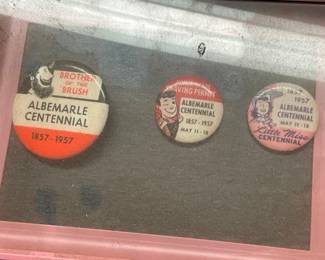 BROTHER
OF THE
BRUSH
ALBEMARLE
CENTENNIAL
1857 - 1957
ALBEMARLE
CENTENNIAL
1857 - 1957
MAY 11 - 18
1857
1957
ALBEMARLE
CENTENNIAL
MAY 11 - 18
Little Miss
CENTENNIAL